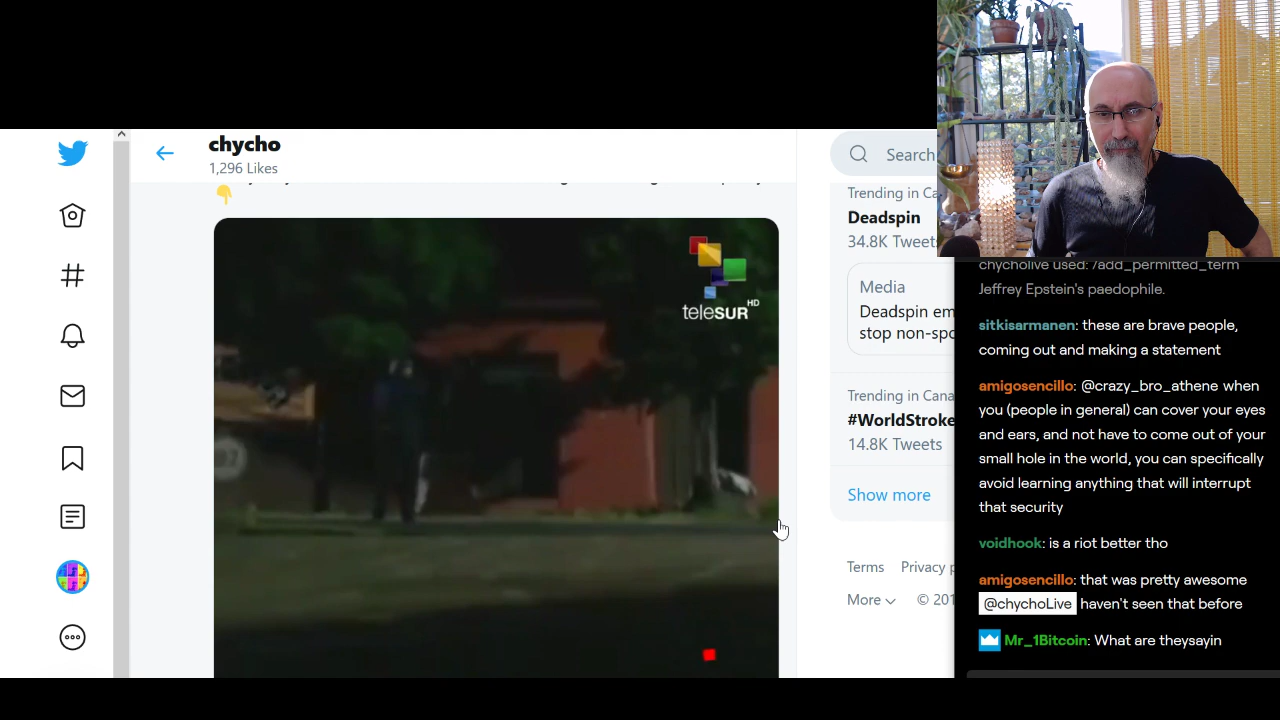 chycho
1,296 Likes
teleSUR HD
Search
Trending in Ca
Deadspin
34.8K Tweets
Media
Deadspin em
stop non-spo
Trending in Cana
#WorldStroke
14.8K Tweets
Show more
Terms Privacy p
More © 201
chycholive used: /add_permitted_term
Jeffrey Epstein's paedophile.
sitkisarmanen: these are brave people,
coming out and making a statement
amigosencillo: @crazy_bro_athene when
you (people in general) can cover your eyes
and ears, and not have to come out of your
small hole in the world, you can specifically
avoid learning anything that will interrupt
that security
voidhook: is a riot better tho
amigosencillo: that was pretty awesome
@chychoLive haven't seen that before
Mr_1Bitcoin: What are theysayin